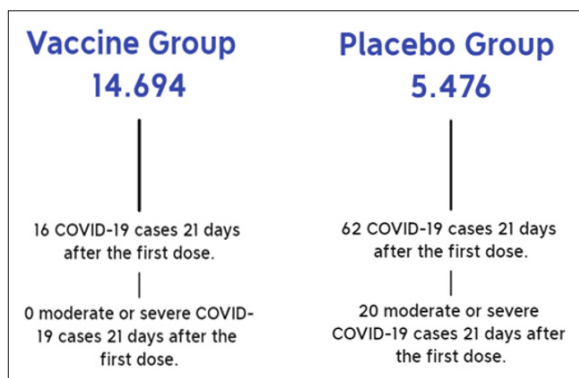 Vaccine Group
14.694
16 COVID-19 cases 21 days
after the first dose.
0 moderate or severe COVID-
19 cases 21 days after the
first dose.
Placebo Group
5.476
62 COVID-19 cases 21 days
after the first dose.
20 moderate or severe
COVID-19 cases 21 days after
the first dose.